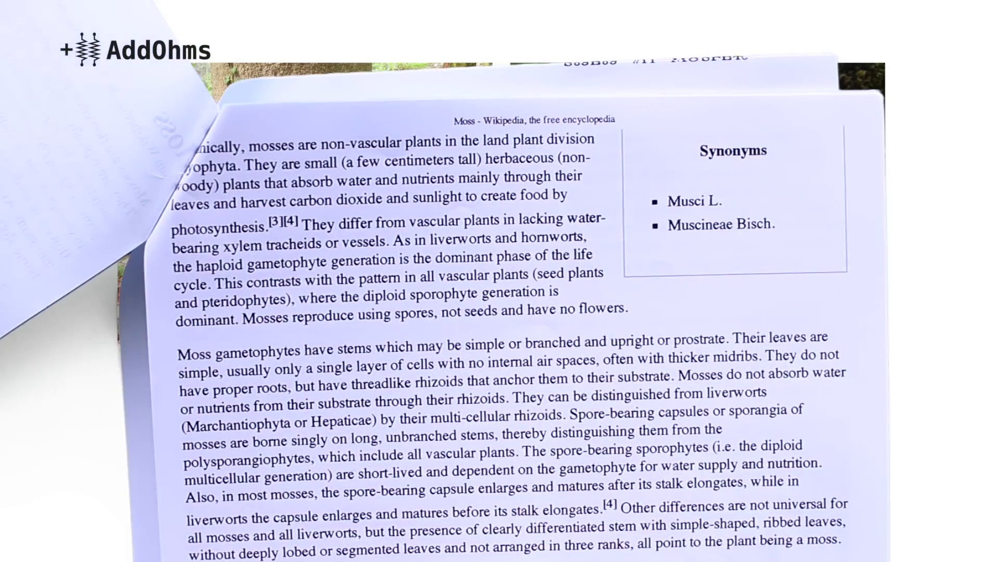 + AddOhms
Moss - Wikipedia, the free encyclopedia
mosses are non-vascular plants in the land plant division
They are small (a few centimeters tall) herbaceous (non-
plants that absorb water and nutrients mainly through their
leaves and harvest carbon dioxide and sunlight to create food by
photosynthesis.[3][4] They differ from vascular plants in lacking water-
bearing xylem tracheids or vessels. As in liverworts and hornworts,
the haploid gametophyte generation is the dominant phase of the life
cycle. This contrasts with the pattern in all vascular plants (seed plants
and pteridophytes), where the diploid sporophyte generation is
dominant. Mosses reproduce using spores, not seeds and have no flowers.
Synonyms
▪ Musci L.
▪ Muscineae Bisch.
Moss gametophytes have stems which may be simple or branched and upright or prostrate. Their leaves are
simple, usually only a single layer of cells with no internal air spaces, often with thicker midribs. They do not
have proper roots, but have threadlike rhizoids that anchor them to their substrate. Mosses do not absorb water
or nutrients from their substrate through their rhizoids. They can be distinguished from liverworts
(Marchantiophyta or Hepaticae) by their multi-cellular rhizoids. Spore-bearing capsules or sporangia of
mosses are borne singly on long, unbranched stems, thereby distinguishing them from the
polysporangiophytes, which include all vascular plants. The spore-bearing sporophytes (i.e. the diploid
multicellular generation) are short-lived and dependent on the gametophyte for water supply and nutrition.
Also, in most mosses, the spore-bearing capsule enlarges and matures after its stalk elongates, while in
liverworts the capsule enlarges and matures before its stalk elongates.[4] Other differences are not universal for
all mosses and all liverworts, but the presence of clearly differentiated stem with simple-shaped, ribbed leaves,
without deeply lobed or segmented leaves and not arranged in three ranks, all point to the plant being a moss.